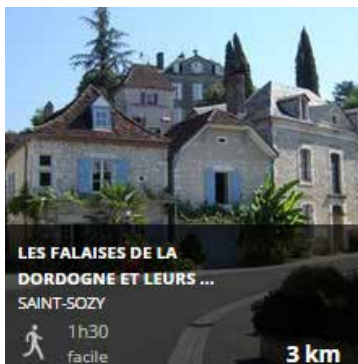 LES FALAISES DE LA
DORDOGNE ET LEURS ...
SAINT-SOZY
1h30
facile
3 km